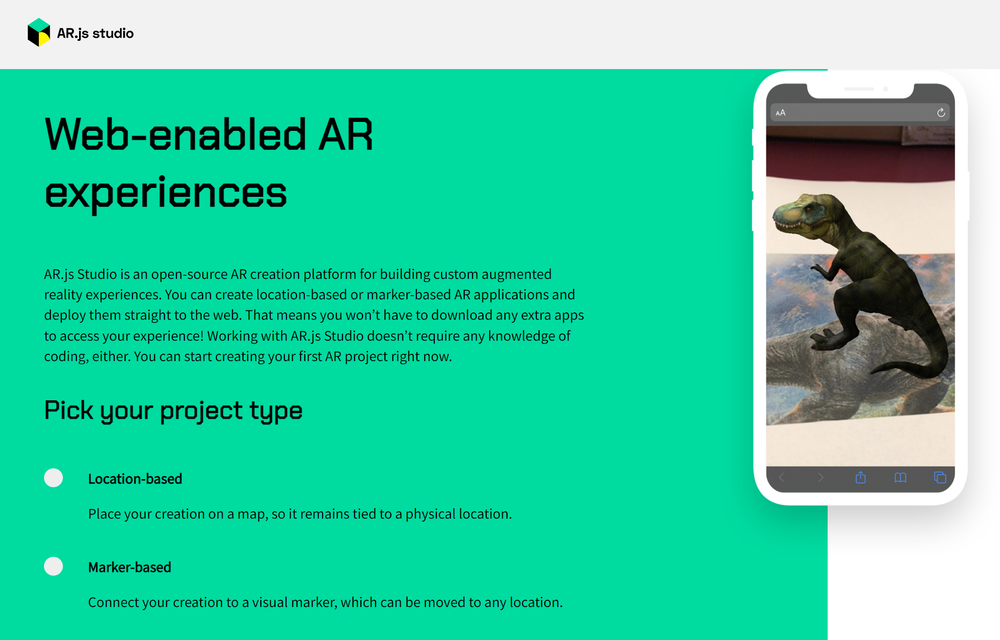 AR.js studio
Web-enabled AR
experiences
AR.js Studio is an open-source AR creation platform for building custom augmented
reality experiences. You can create location-based or marker-based AR applications and
deploy them straight to the web. That means you won’t have to download any extra apps
to access your experience! Working with AR.js Studio doesn’t require any knowledge of
coding, either. You can start creating your first AR project right now.
Pick your project type
Location-based
Place your creation on a map, so it remains tied to a physical location.
Marker-based
Connect your creation to a visual marker, which can be moved to any location.
AA